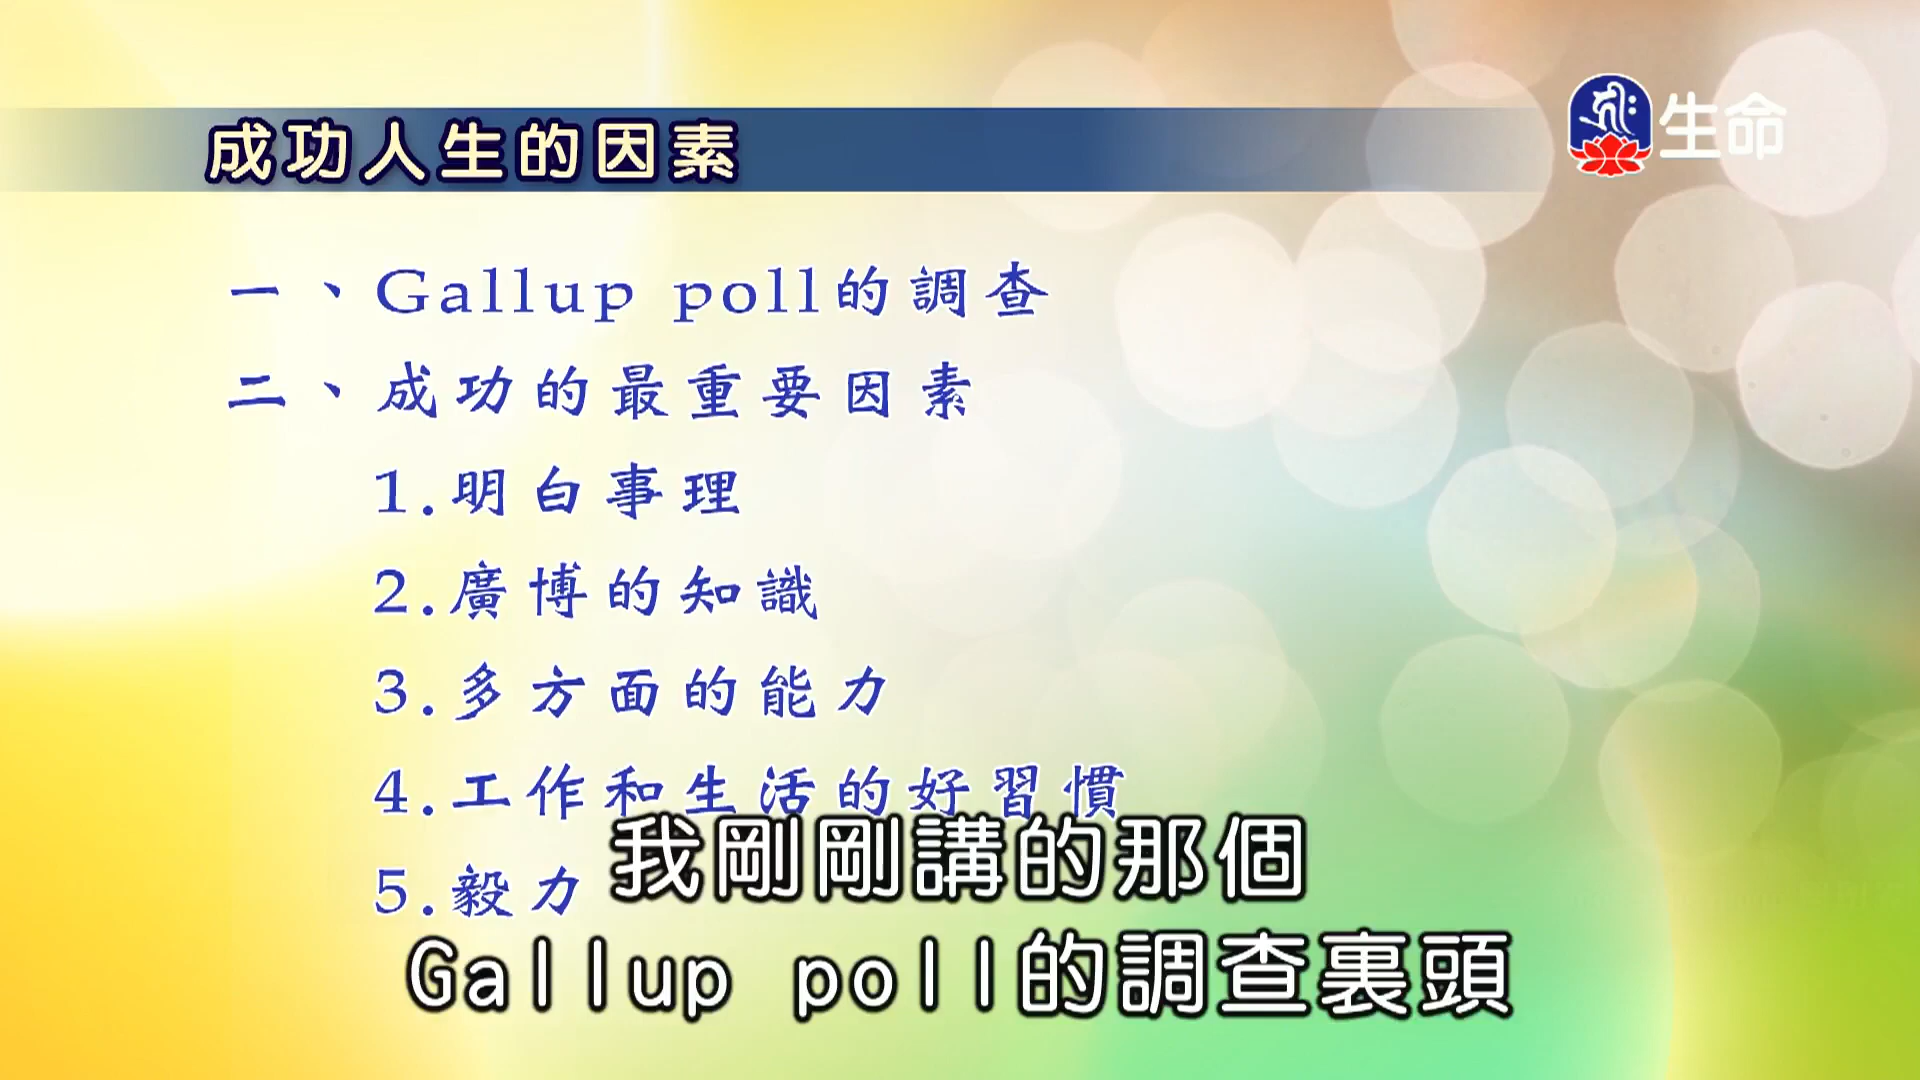 生命
成功人生的因素
一、Gallup poll的調查
二、成功的最重要因素
1.明白事理
2.廣博的知識
3.多方面的能力
4.工作和生活的好習慣
5.毅力
我剛剛講的那個
Gallup poll的調查裏頭